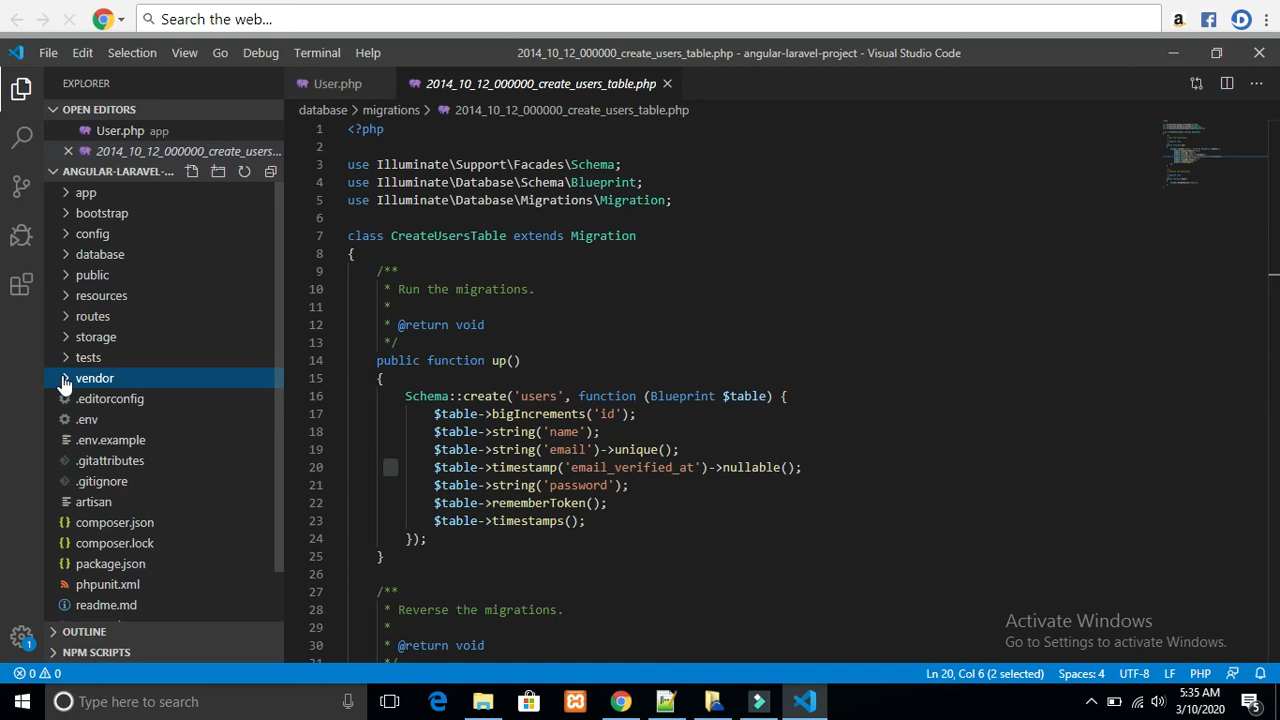 Search the web...
File Edit Selection View Go Debug Terminal Help
2014_10_12_000000_create_users_table.php - angular-laravel-project - Visual Studio Code
EXPLORER
OPEN EDITORS
User.php app
2014_10_12_000000_create_users...
ANGULAR-LARAVEL-...
app
bootstrap
config
database
public
resources
routes
storage
tests
vendor
.editorconfig
.env
.env.example
.gitattributes
.gitignore
artisan
composer.json
composer.lock
package.json
phpunit.xml
readme.md
OUTLINE
NPM SCRIPTS
1
User.php
2014_10_12_000000_create_users_table.php
database > migrations > 2014_10_12_000000_create_users_table.php
1 <?php
2
3 use Illuminate\Support\Facades\Schema;
4 use Illuminate\Database\Schema\Blueprint;
5 use Illuminate\Database\Migrations\Migration;
6
7 class CreateUsersTable extends Migration
8 {
9 /**
10 * Run the migrations.
11 *
12 * @return void
13 */
14 public function up()
15 {
16 Schema::create('users', function (Blueprint $table) {
17 $table->bigIncrements('id');
18 $table->string('name');
19 $table->string('email')->unique();
20 $table->timestamp('email_verified_at')->nullable();
21 $table->string('password');
22 $table->rememberToken();
23 $table->timestamps();
24 });
25 }
26
27 /**
28 * Reverse the migrations.
29 *
30 * @return void
Activate Windows
Go to Settings to activate Windows.
0 0
Ln 20, Col 6 (2 selected) Spaces: 4 UTF-8 LF PHP
Type here to search
5:35 AM
3/10/2020
5